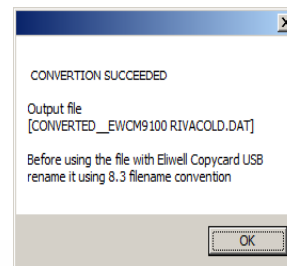 CONVERTION SUCCEEDED
Output file
[CONVERTED__EWCM9100 RIVACOLD.DAT]
Before using the file with Eliwell Copycard USB
rename it using 8.3 filename convention
OK